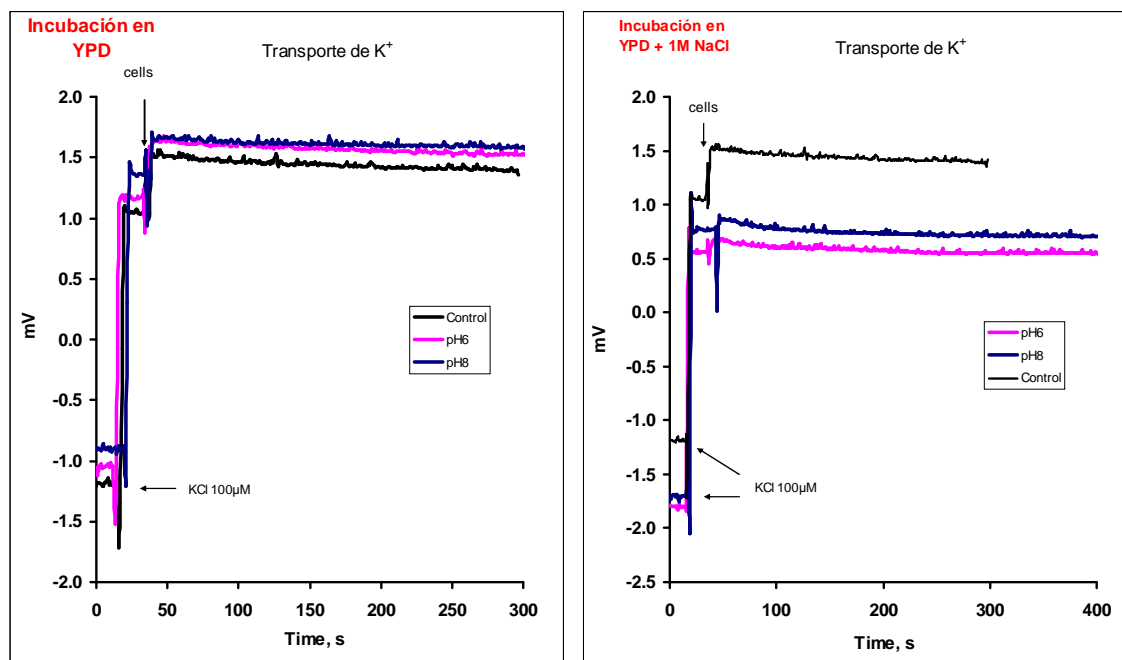 Incubación en
YPD
Transporte de K+
cells
2.0
1.5
1.0
0.5
0.0
-0.5
-1.0
-1.5
-2.0
mV
Control
pH6
pH8
KCl 100µM
0
50
100
150
200
250
300
Time, s
Incubación en
YPD + 1M NaCl
Transporte de K+
cells
2.0
1.5
1.0
0.5
0.0
-0.5
-1.0
-1.5
-2.0
-2.5
mV
pH6
pH8
Control
KCl 100µM
0
100
200
300
400
Time, s